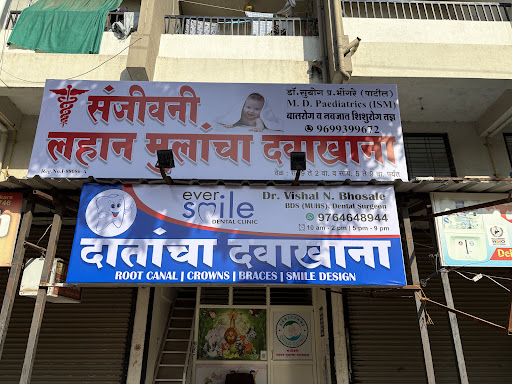 संजीवनी
लहान मुलांचा दवाखाना
डॉ. सुबोग प्र. भोंगरे (पाटील)
M. D. Paediatrics (ISM)
बालरोग व नवजात शिशुरोग तज्ञ
9699399672
ever smile
DENTAL CLINIC
Dr. Vishal N. Bhosale
BDS (MUHS), Dental Surgeon
9764648944
10 am - 2 pm | 5 pm - 9 pm
दातांचा दवाखाना
ROOT CANAL | CROWNS | BRACES | SMILE DESIGN